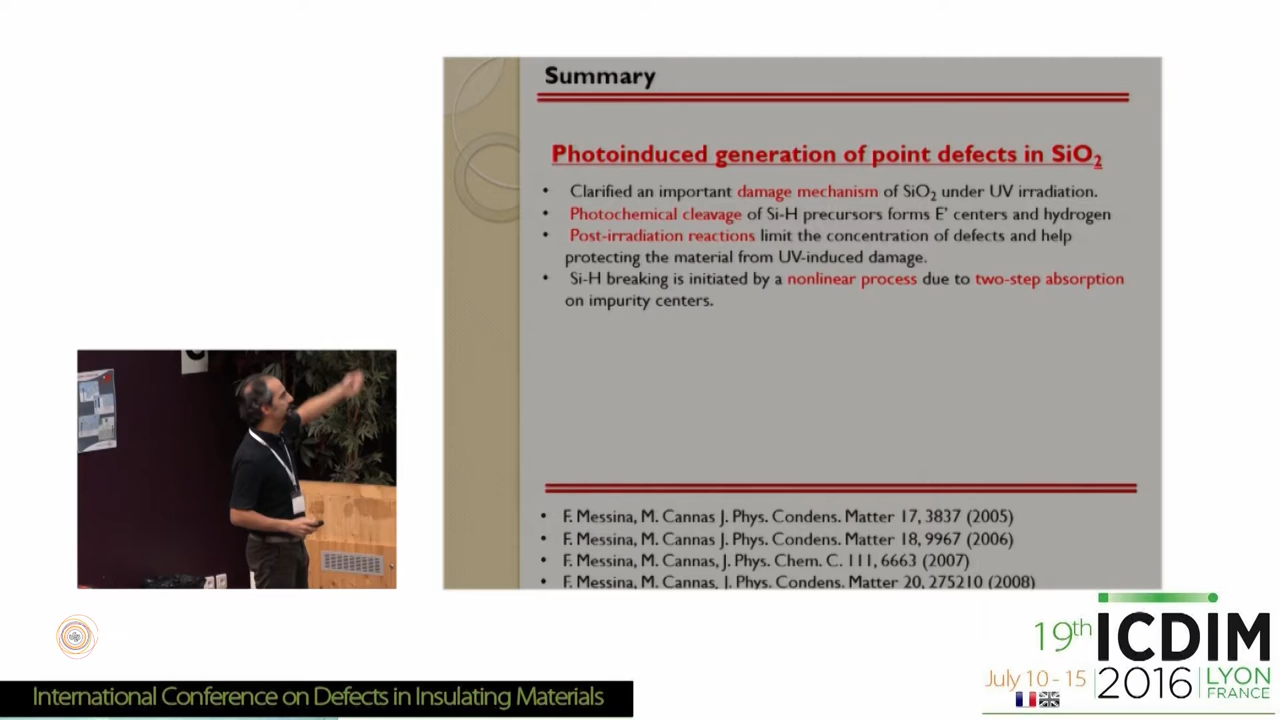 Summary
Photoinduced generation of point defects in SiO2
• Clarified an important damage mechanism of SiO2 under UV irradiation.
• Photochemical cleavage of Si-H precursors forms E' centers and hydrogen
• Post-irradiation reactions limit the concentration of defects and help
protecting the material from UV-induced damage.
• Si-H breaking is initiated by a nonlinear process due to two-step absorption
on impurity centers.
• F. Messina, M. Cannas J. Phys. Condens. Matter 17, 3837 (2005)
• F. Messina, M. Cannas J. Phys. Condens. Matter 18, 9967 (2006)
• F. Messina, M. Cannas, J. Phys. Chem. C. 111, 6663 (2007)
• F. Messina, M. Cannas, J. Phys. Condens. Matter 20, 275210 (2008)
19th ICDIM
July 10 - 15 2016 LYON
FRANCE
International Conference on Defects in Insulating Materials